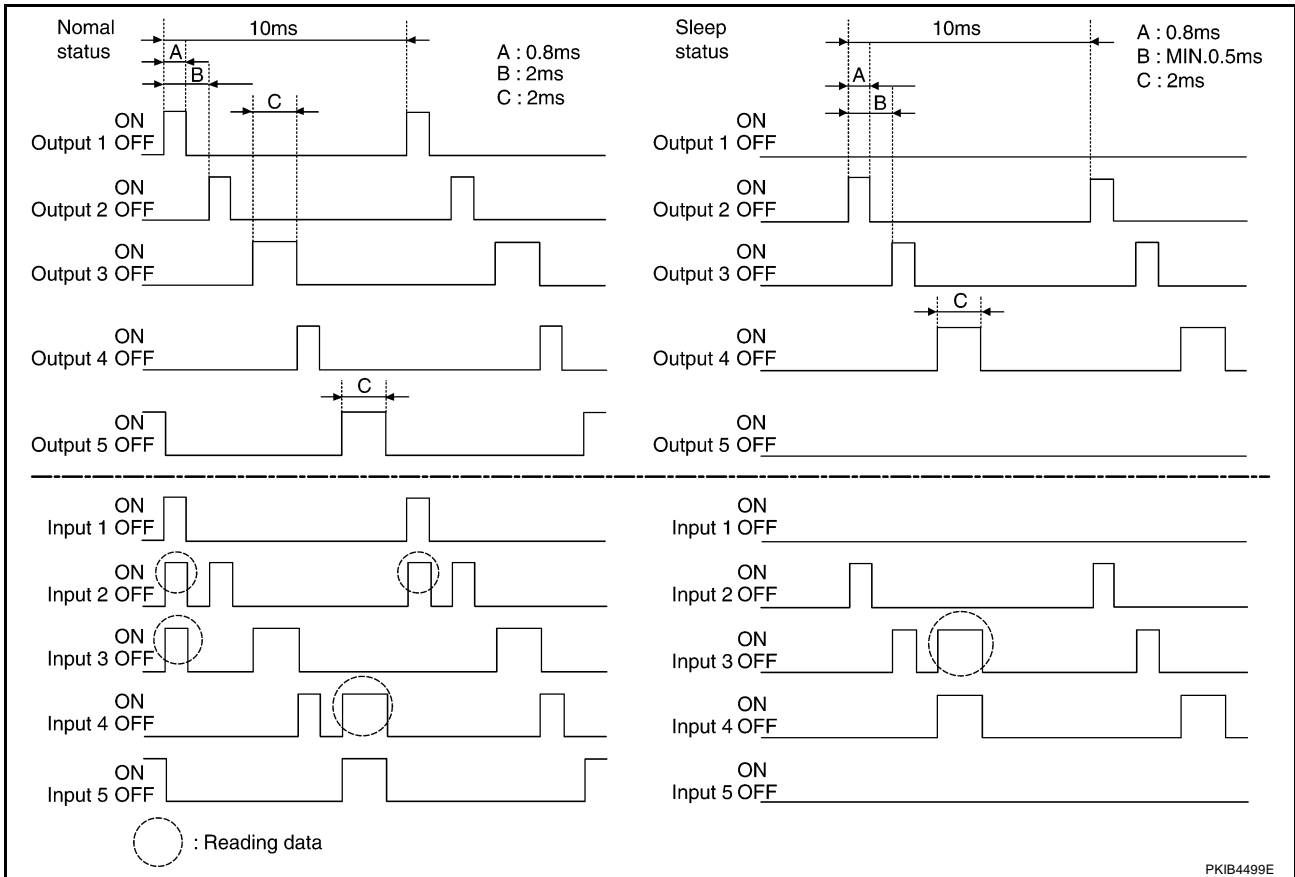 Nomal
status
10ms
A
B
C
A : 0.8ms
B : 2ms
C : 2ms
ON
Output 1 OFF
ON
Output 2 OFF
ON
Output 3 OFF
ON
Output 4 OFF
C
ON
Output 5 OFF
Sleep
status
10ms
A
B
A : 0.8ms
B : MIN.0.5ms
C : 2ms
ON
Output 1 OFF
ON
Output 2 OFF
ON
Output 3 OFF
C
ON
Output 4 OFF
ON
Output 5 OFF
ON
Input 1 OFF
ON
Input 2 OFF
ON
Input 3 OFF
ON
Input 4 OFF
ON
Input 5 OFF
ON
Input 1 OFF
ON
Input 2 OFF
ON
Input 3 OFF
ON
Input 4 OFF
ON
Input 5 OFF
: Reading data
PKIB4499E